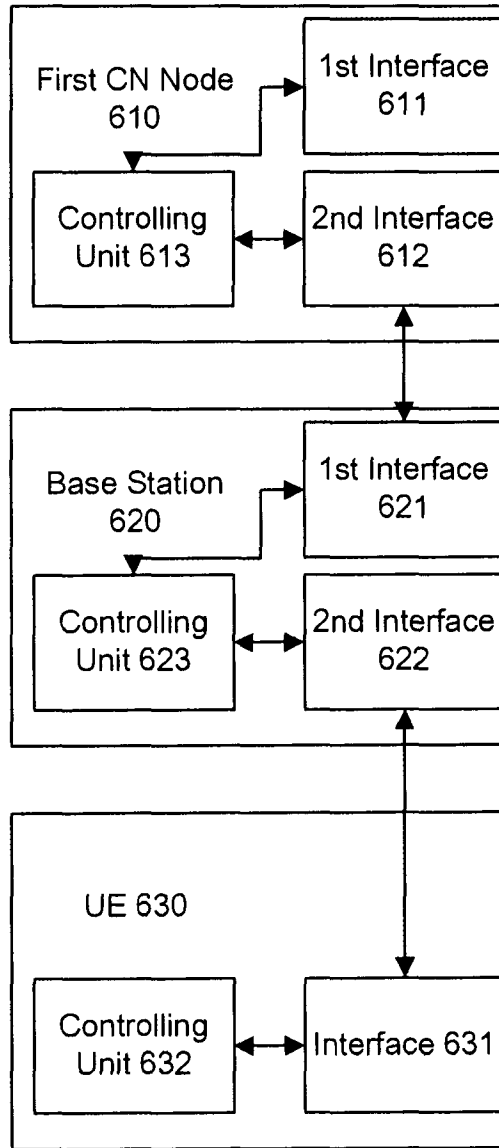 First CN Node
610
1st Interface
611
Controlling
Unit 613
2nd Interface
612
Base Station
620
1st Interface
621
Controlling
Unit 623
2nd Interface
622
UE 630
Controlling
Unit 632
Interface 631